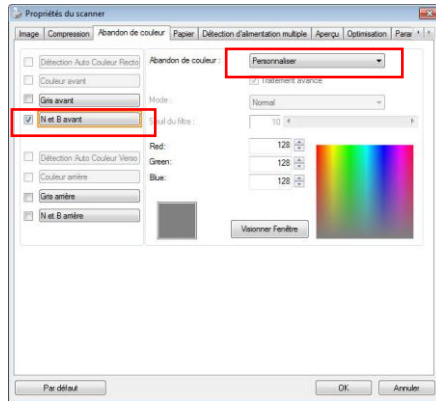 Propriétés du scanner
Image Compression Abandon de couleur Papier Détection d'alimentation multiple Aperçu Optimisation Parar
Détection Auto Couleur Recto
Couleur avant
Gris avant
N et B avant
Détection Auto Couleur Verso
Couleur arrière
Gris arrière
N et B arrière
Abandon de couleur : Personnaliser
Traitement avancé
Mode : Normal
Seuil du filtre : 10
Red: 128
Green: 128
Blue: 128
Visionner Fenêtre
Par défaut OK Annuler